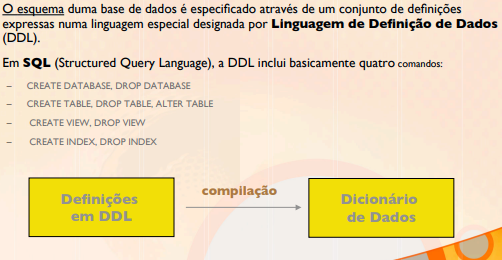 O esquema duma base de dados é especificado através de um conjunto de definições
expressas numa linguagem especial designada por Linguagem de Definição de Dados
(DDL).
Em SQL (Structured Query Language), a DDL inclui basicamente quatro comandos:
– CREATE DATABASE, DROP DATABASE
– CREATE TABLE, DROP TABLE, ALTER TABLE
– CREATE VIEW, DROP VIEW
– CREATE INDEX, DROP INDEX
Definições
em DDL
compilação
Dicionário
de Dados